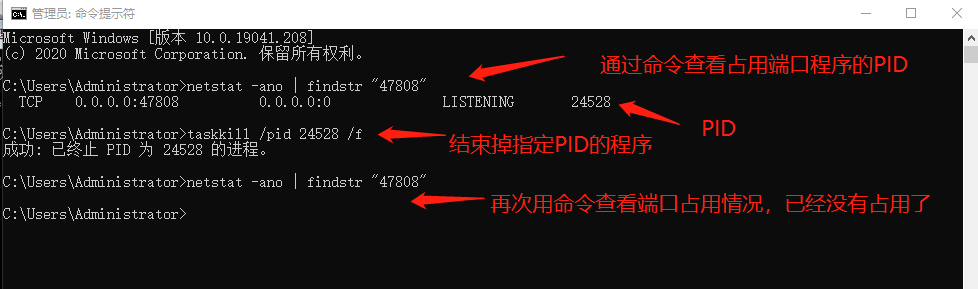 管理员: 命令提示符
Microsoft Windows [版本 10.0.19041.208]
(c) 2020 Microsoft Corporation. 保留所有权利。
C:\Users\Administrator>netstat -ano | findstr "47808"
通过命令查看占用端口程序的PID
TCP 0.0.0.0:47808 0.0.0.0:0 LISTENING 24528
PID
C:\Users\Administrator>taskkill /pid 24528 /f
结束掉指定PID的程序
成功: 已终止 PID 为 24528 的进程。
C:\Users\Administrator>netstat -ano | findstr "47808"
再次用命令查看端口占用情况，已经没有占用了
C:\Users\Administrator>